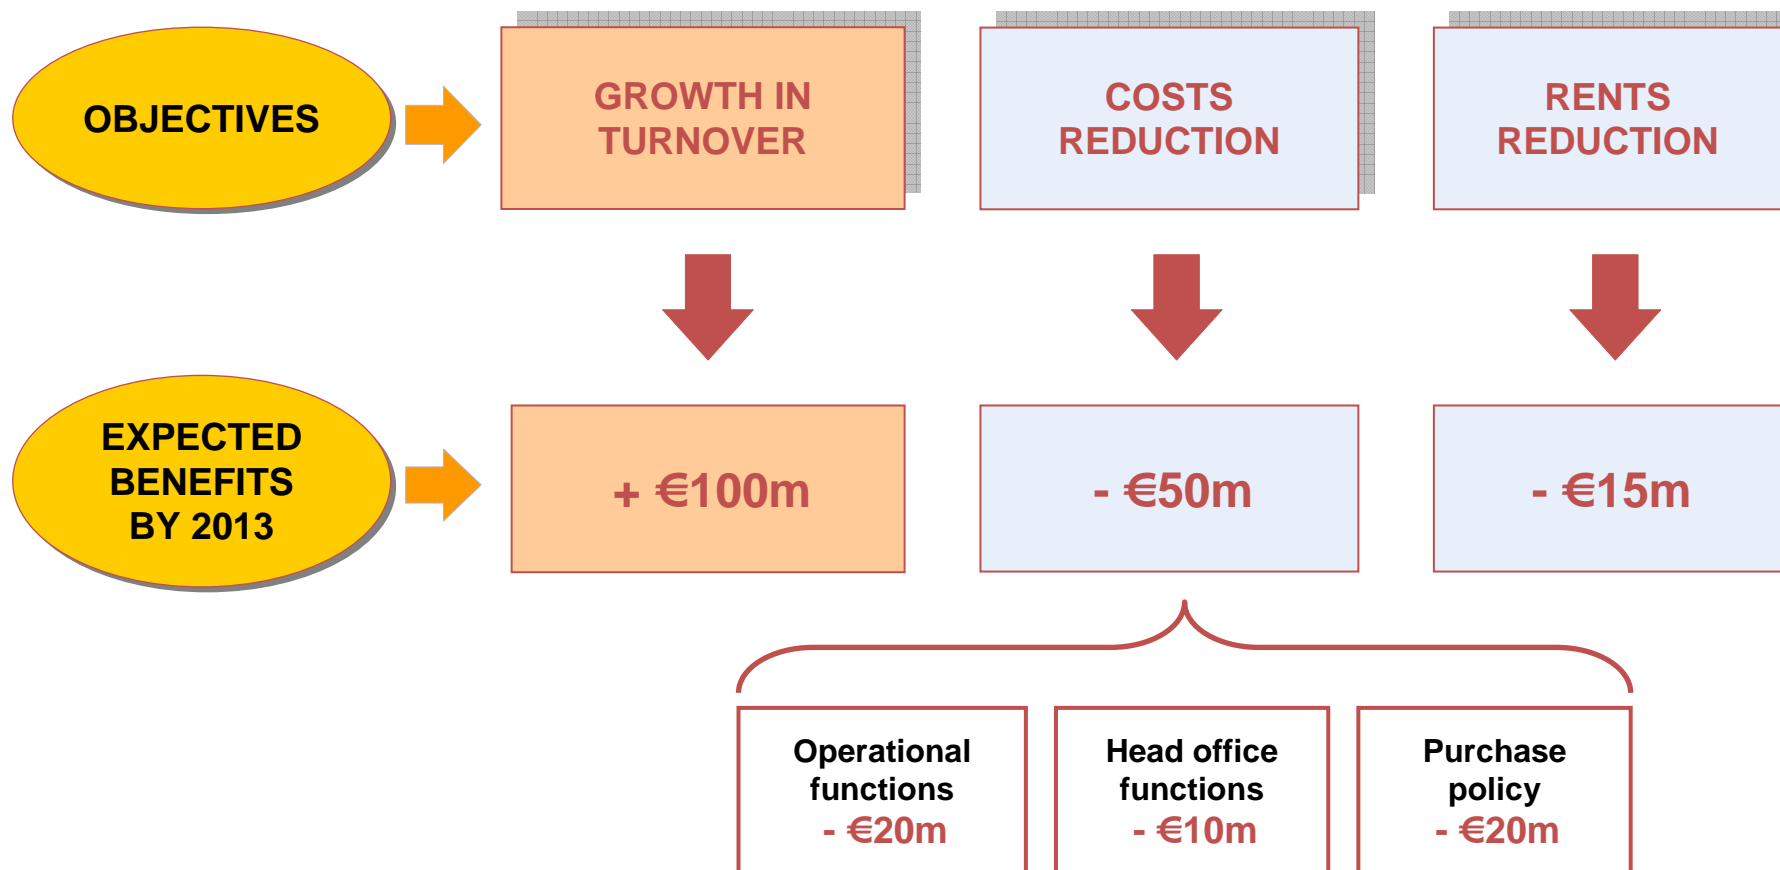 OBJECTIVES
GROWTH IN
TURNOVER
COSTS
REDUCTION
RENTS
REDUCTION
EXPECTED
BENEFITS
BY 2013
+ €100m
- €50m
- €15m
Operational
functions
- €20m
Head office
functions
- €10m
Purchase
policy
- €20m